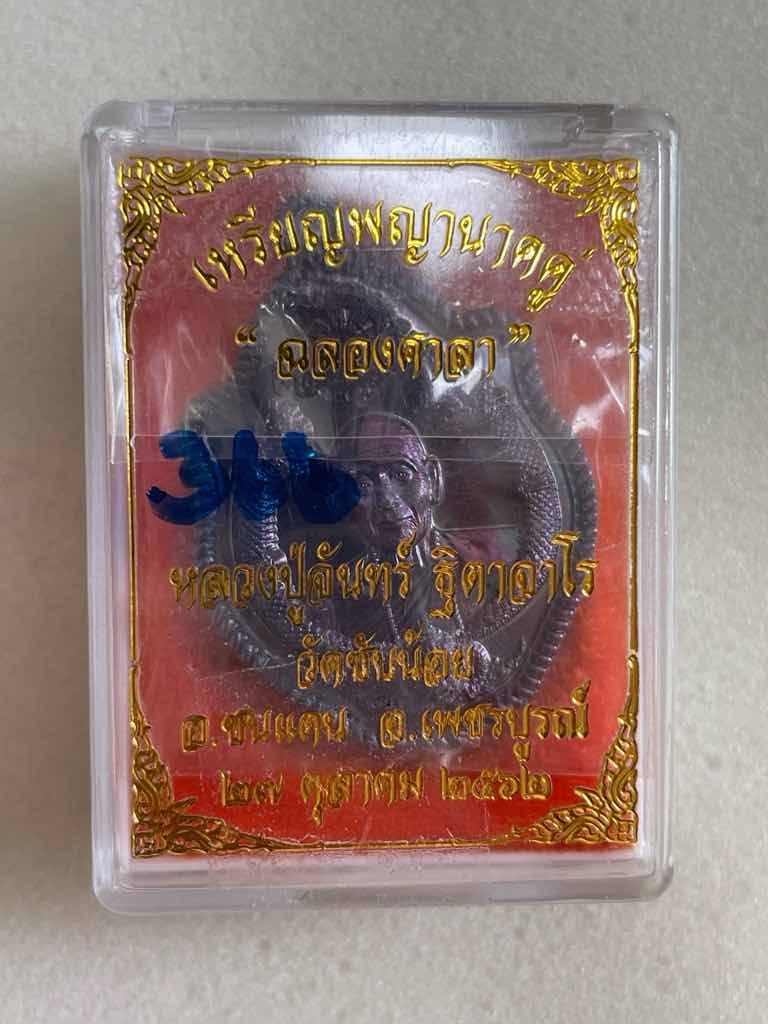 เหรียญพญานาคคู่
“ ฉลองศาลา ”
366
หลวงปู่จันทร์ ฐิตาจาโร
วัดซับน้อย
อ.ชนแดน จ.เพชรบูรณ์
๒๗ ตุลาคม ๒๕๖๒